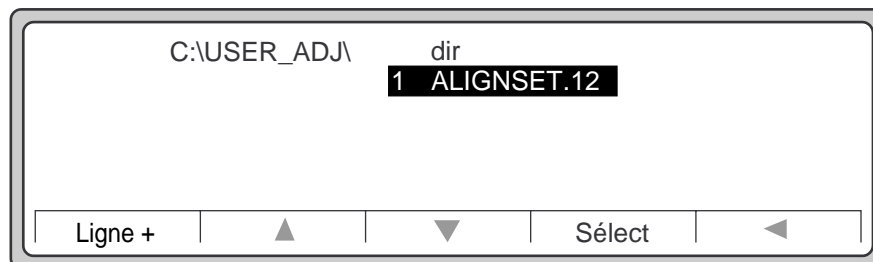 C:\USER_ADJ\ dir
1 ALIGNSET.12
Ligne + ▲ ▼ Sélect ◄